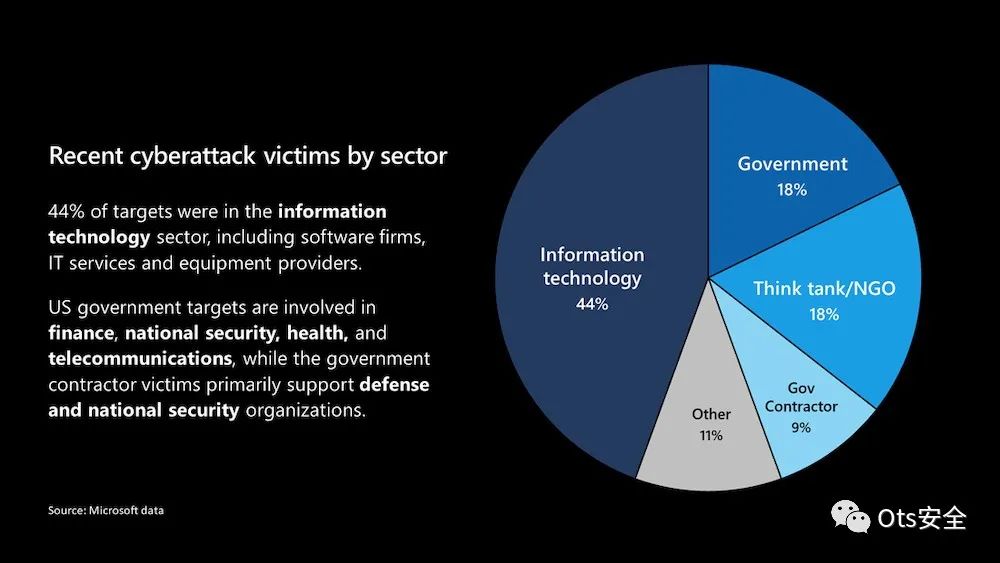 Recent cyberattack victims by sector
44% of targets were in the information
technology sector, including software firms,
IT services and equipment providers.
US government targets are involved in
finance, national security, health, and
telecommunications, while the government
contractor victims primarily support defense
and national security organizations.
Source: Microsoft data
Government
18%
Think tank/NGO
18%
Gov
Contractor
9%
Other
11%
Information
technology
44%
Ots安全